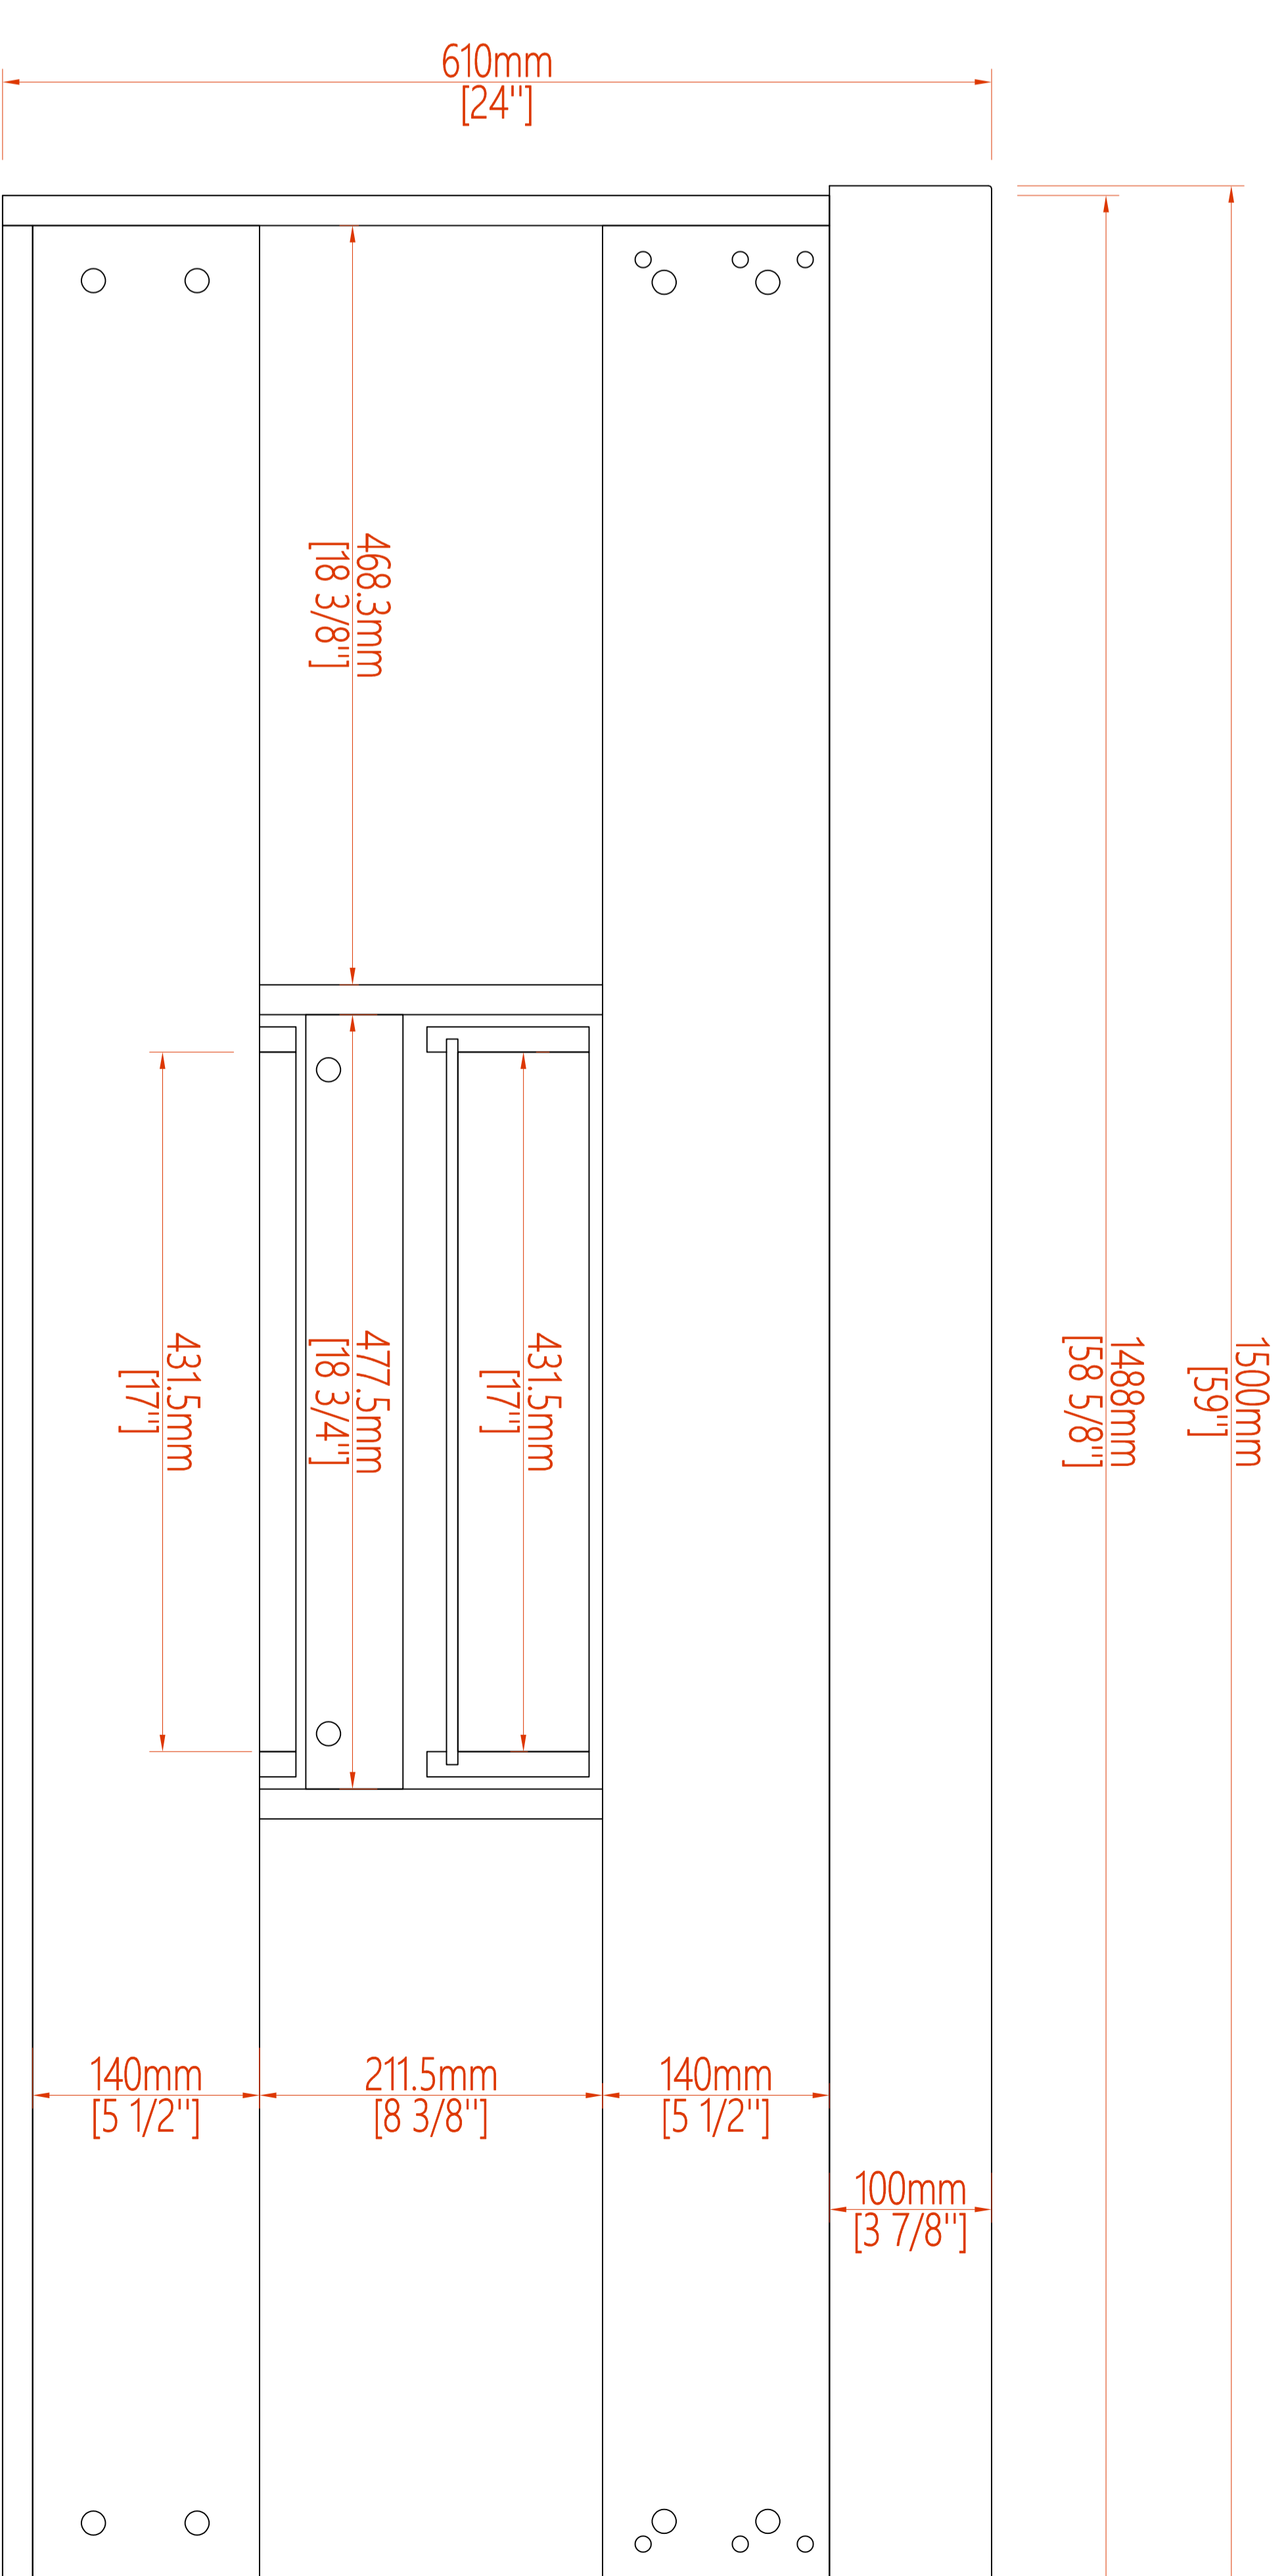 610mm
[24"]
468.3mm
[18 3/8"]
431.5mm
[17"]
477.5mm
[18 3/4"]
431.5mm
[17"]
1488mm
[58 5/8"]
1500mm
[59"]
140mm
[5 1/2"]
211.5mm
[8 3/8"]
140mm
[5 1/2"]
100mm
[3 7/8"]